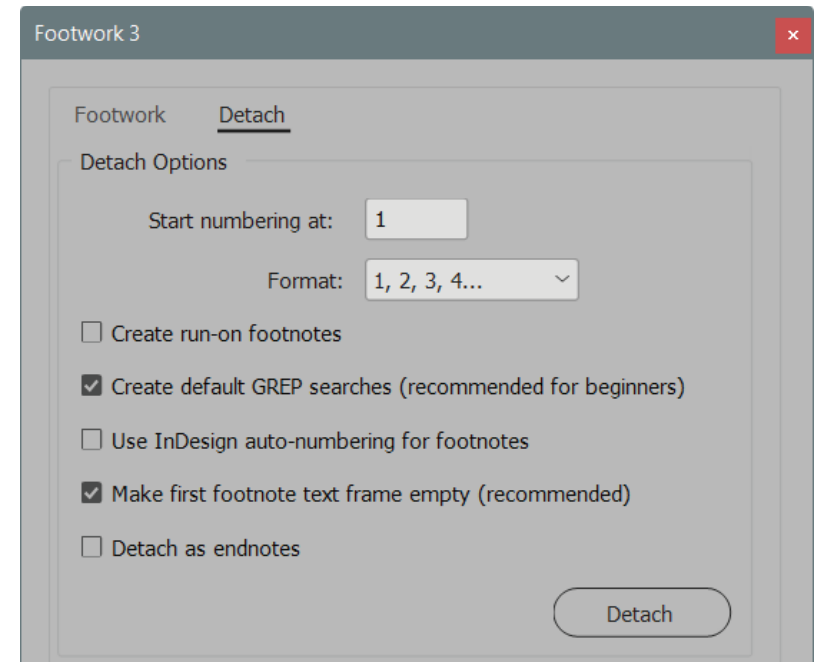 Footwork 3
Footwork Detach
Detach Options
Start numbering at: 1
Format: 1, 2, 3, 4...
Create run-on footnotes
Create default GREP searches (recommended for beginners)
Use InDesign auto-numbering for footnotes
Make first footnote text frame empty (recommended)
Detach as endnotes
Detach